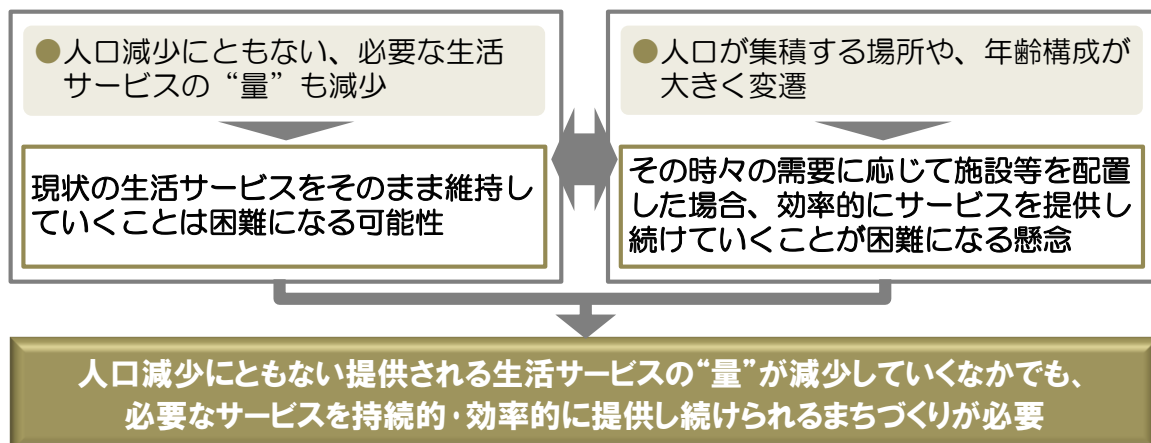 ●人口減少にともない、必要な生活
サービスの“量”も減少
現状の生活サービスをそのまま維持し
ていくことは困難になる可能性
●人口が集積する場所や、年齢構成が
大きく変遷
その時々の需要に応じて施設等を配置
した場合、効率的にサービスを提供し
続けていくことが困難になる懸念
人口減少にともない提供される生活サービスの“量”が減少していくなかでも、
必要なサービスを持続的・効率的に提供し続けられるまちづくりが必要